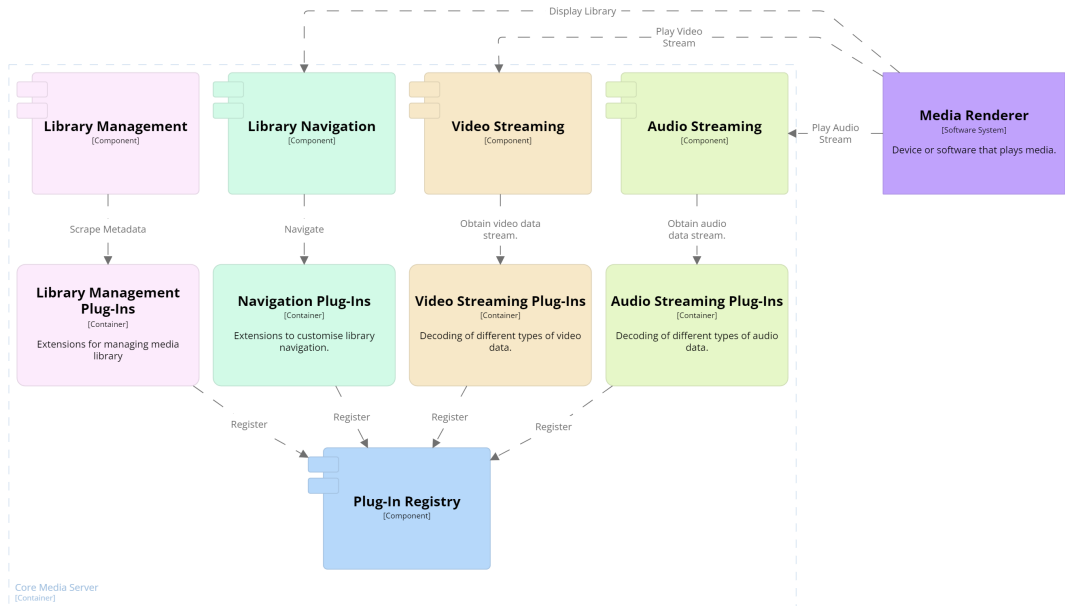 Display Library
Play Video
Stream
Library Management
[Component]
Library Navigation
[Component]
Video Streaming
[Component]
Audio Streaming
[Component]
Play Audio
Stream
Media Renderer
[Software System]
Device or software that plays media.
Scrape Metadata
Navigate
Obtain video data
stream.
Obtain audio
data stream.
Library Management
Plug-Ins
[Container]
Extensions for managing media
library
Navigation Plug-Ins
[Container]
Extensions to customise library
navigation.
Video Streaming Plug-Ins
[Container]
Decoding of different types of video
data.
Audio Streaming Plug-Ins
[Container]
Decoding of different types of audio
data.
Register
Register
Register
Register
Plug-In Registry
[Component]
Core Media Server
[Container]